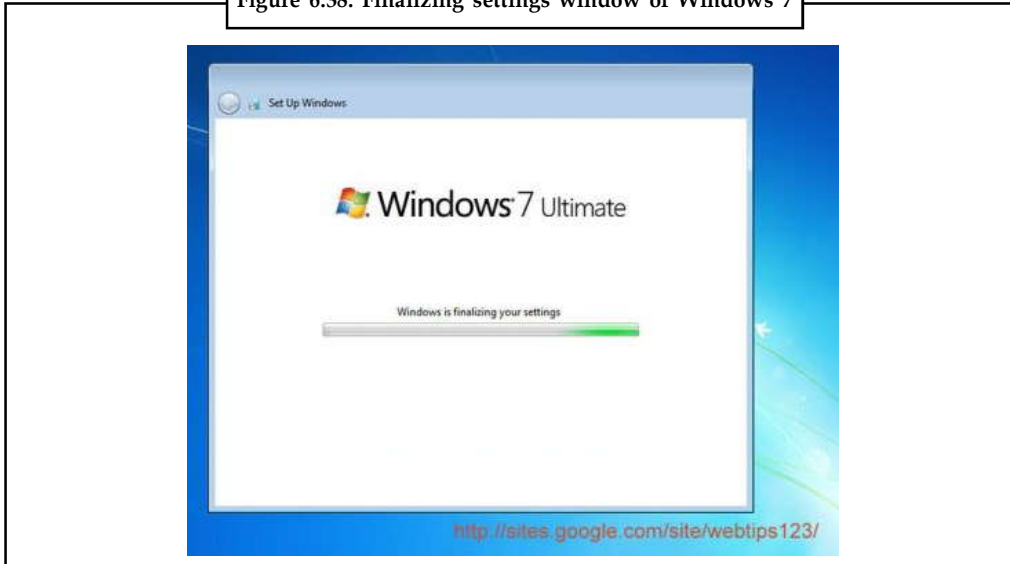 Figure 6.38: Finalizing settings window of Windows 7
Set Up Windows
Windows 7 Ultimate
Windows is finalizing your settings
http://sites.google.com/site/webtips123/